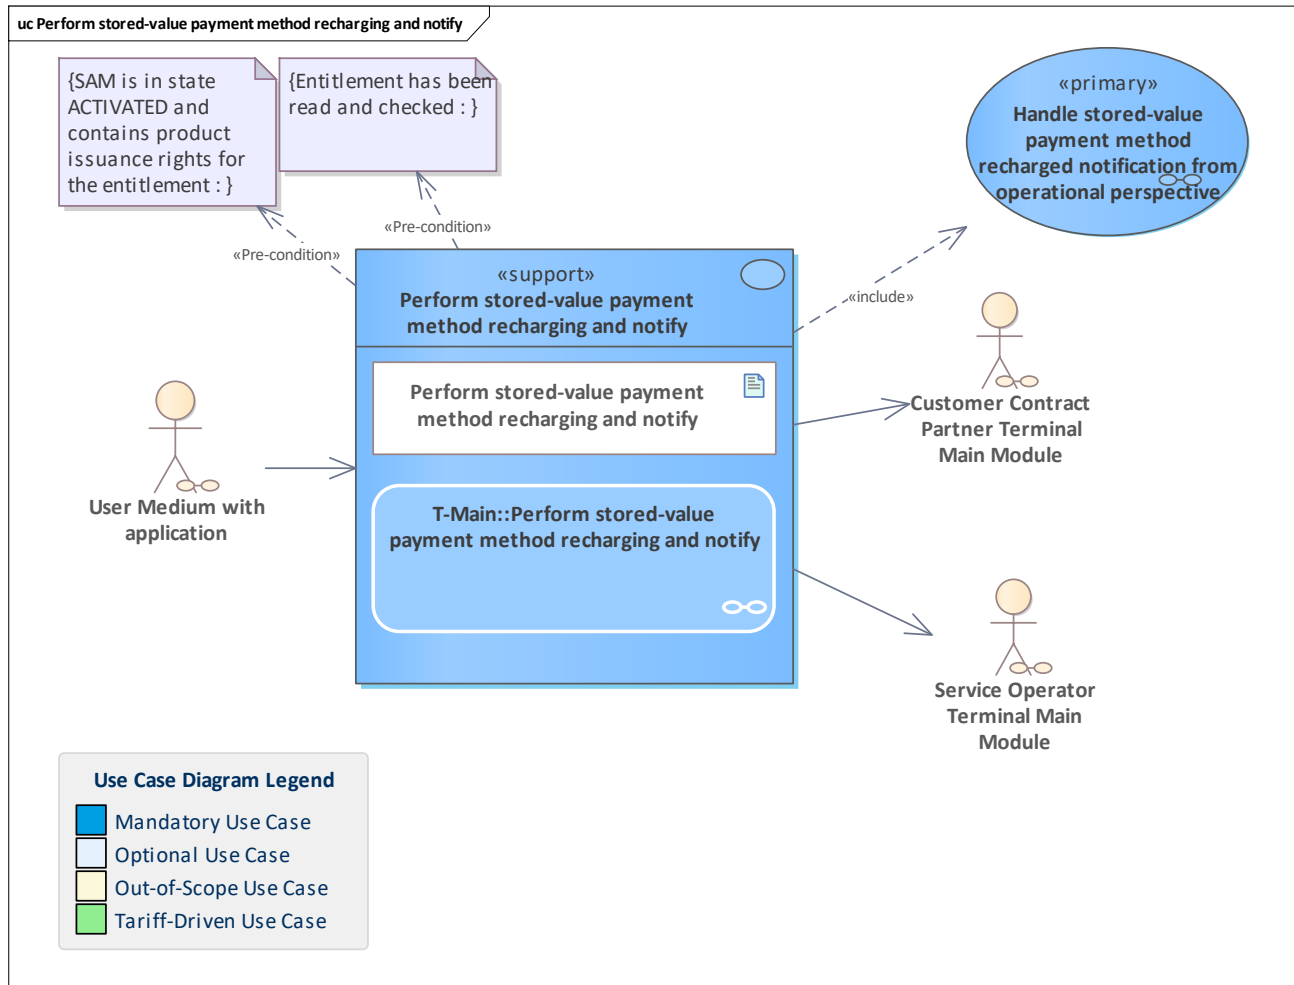 uc Perform stored-value payment method recharging and notify
{SAM is in state
ACTIVATED and
contains product
issuance rights for
the entitlement : }
{Entitlement has been
read and checked : }
«primary»
Handle stored-value
payment method
recharged notification from
operational perspective
«Pre-condition»
«Pre-condition»
«support»
Perform stored-value payment
method recharging and notify
«include»
Perform stored-value payment
method recharging and notify
Customer Contract
Partner Terminal
Main Module
User Medium with
application
T-Main::Perform stored-value
payment method recharging and notify
Service Operator
Terminal Main
Module
Use Case Diagram Legend
Mandatory Use Case
Optional Use Case
Out-of-Scope Use Case
Tariff-Driven Use Case